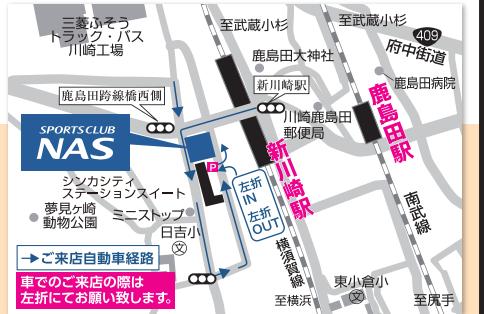 三菱ふそう
トラック・バス
川崎工場
至武蔵小杉
至武蔵小杉
409
府中街道
鹿島田大神社
鹿島田病院
鹿島田跨線橋西側
新川崎駅
川崎鹿島田
郵便局
鹿島田駅
SPORTS CLUB
NAS
P
新川崎駅
シンカシティ
ステーションスイート
左折
IN
左折
OUT
夢見ヶ崎
動物公園
ミニストップ
日吉小
文
南武線
横須賀線
→ご来店自動車経路
車でのご来店の際は
左折にてお願い致します。
至横浜
東小倉小
文
至尻手